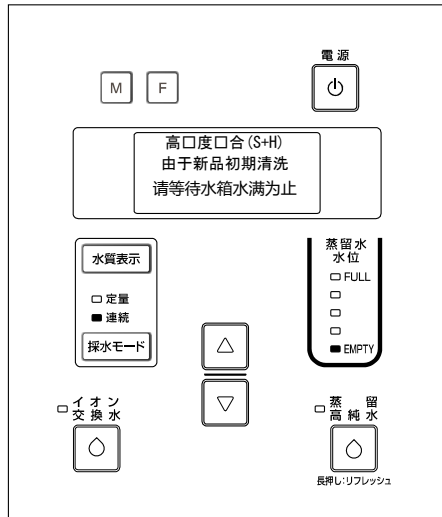 電源
M F
高口度口合(S+H)
由于新品初期清洗
请等待水箱水满为止
水質表示
定量
連続
採水モード
蒸留水
水位
FULL
EMPTY
イオン
交換水
蒸留
高純水
長押し:リフレッシュ